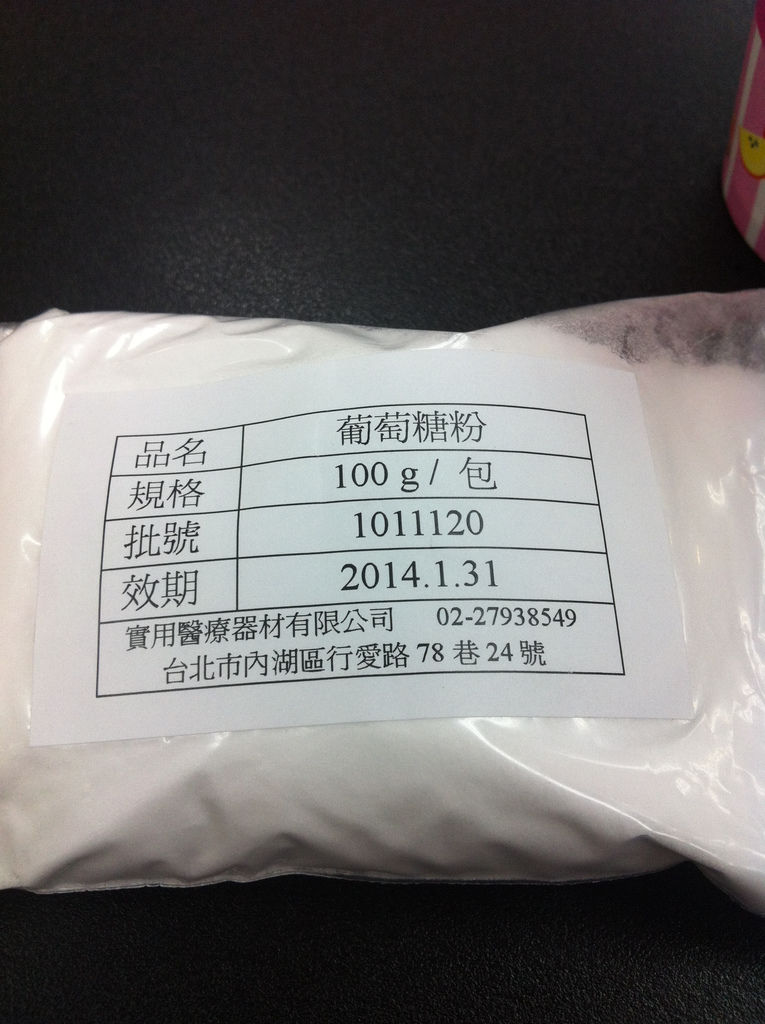 品名 葡萄糖粉
規格 100 g / 包
批號 1011120
效期 2014.1.31
實用醫療器材有限公司 02-27938549
台北市內湖區行愛路 78 巷 24 號